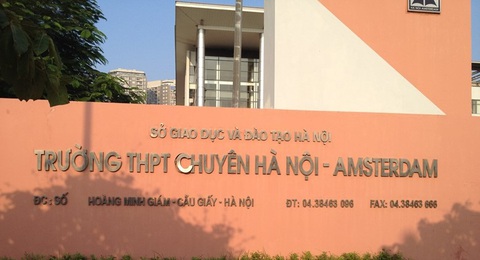 SỞ GIÁO DỤC VÀ ĐÀO TẠO HÀ NỘI
TRƯỜNG THPT CHUYÊN HÀ NỘI - AMSTERDAM
ĐC : SỐ HOÀNG MINH GIÁM - CẦU GIẤY - HÀ NỘI ĐT: 04.38463 096 FAX: 04.38463 966